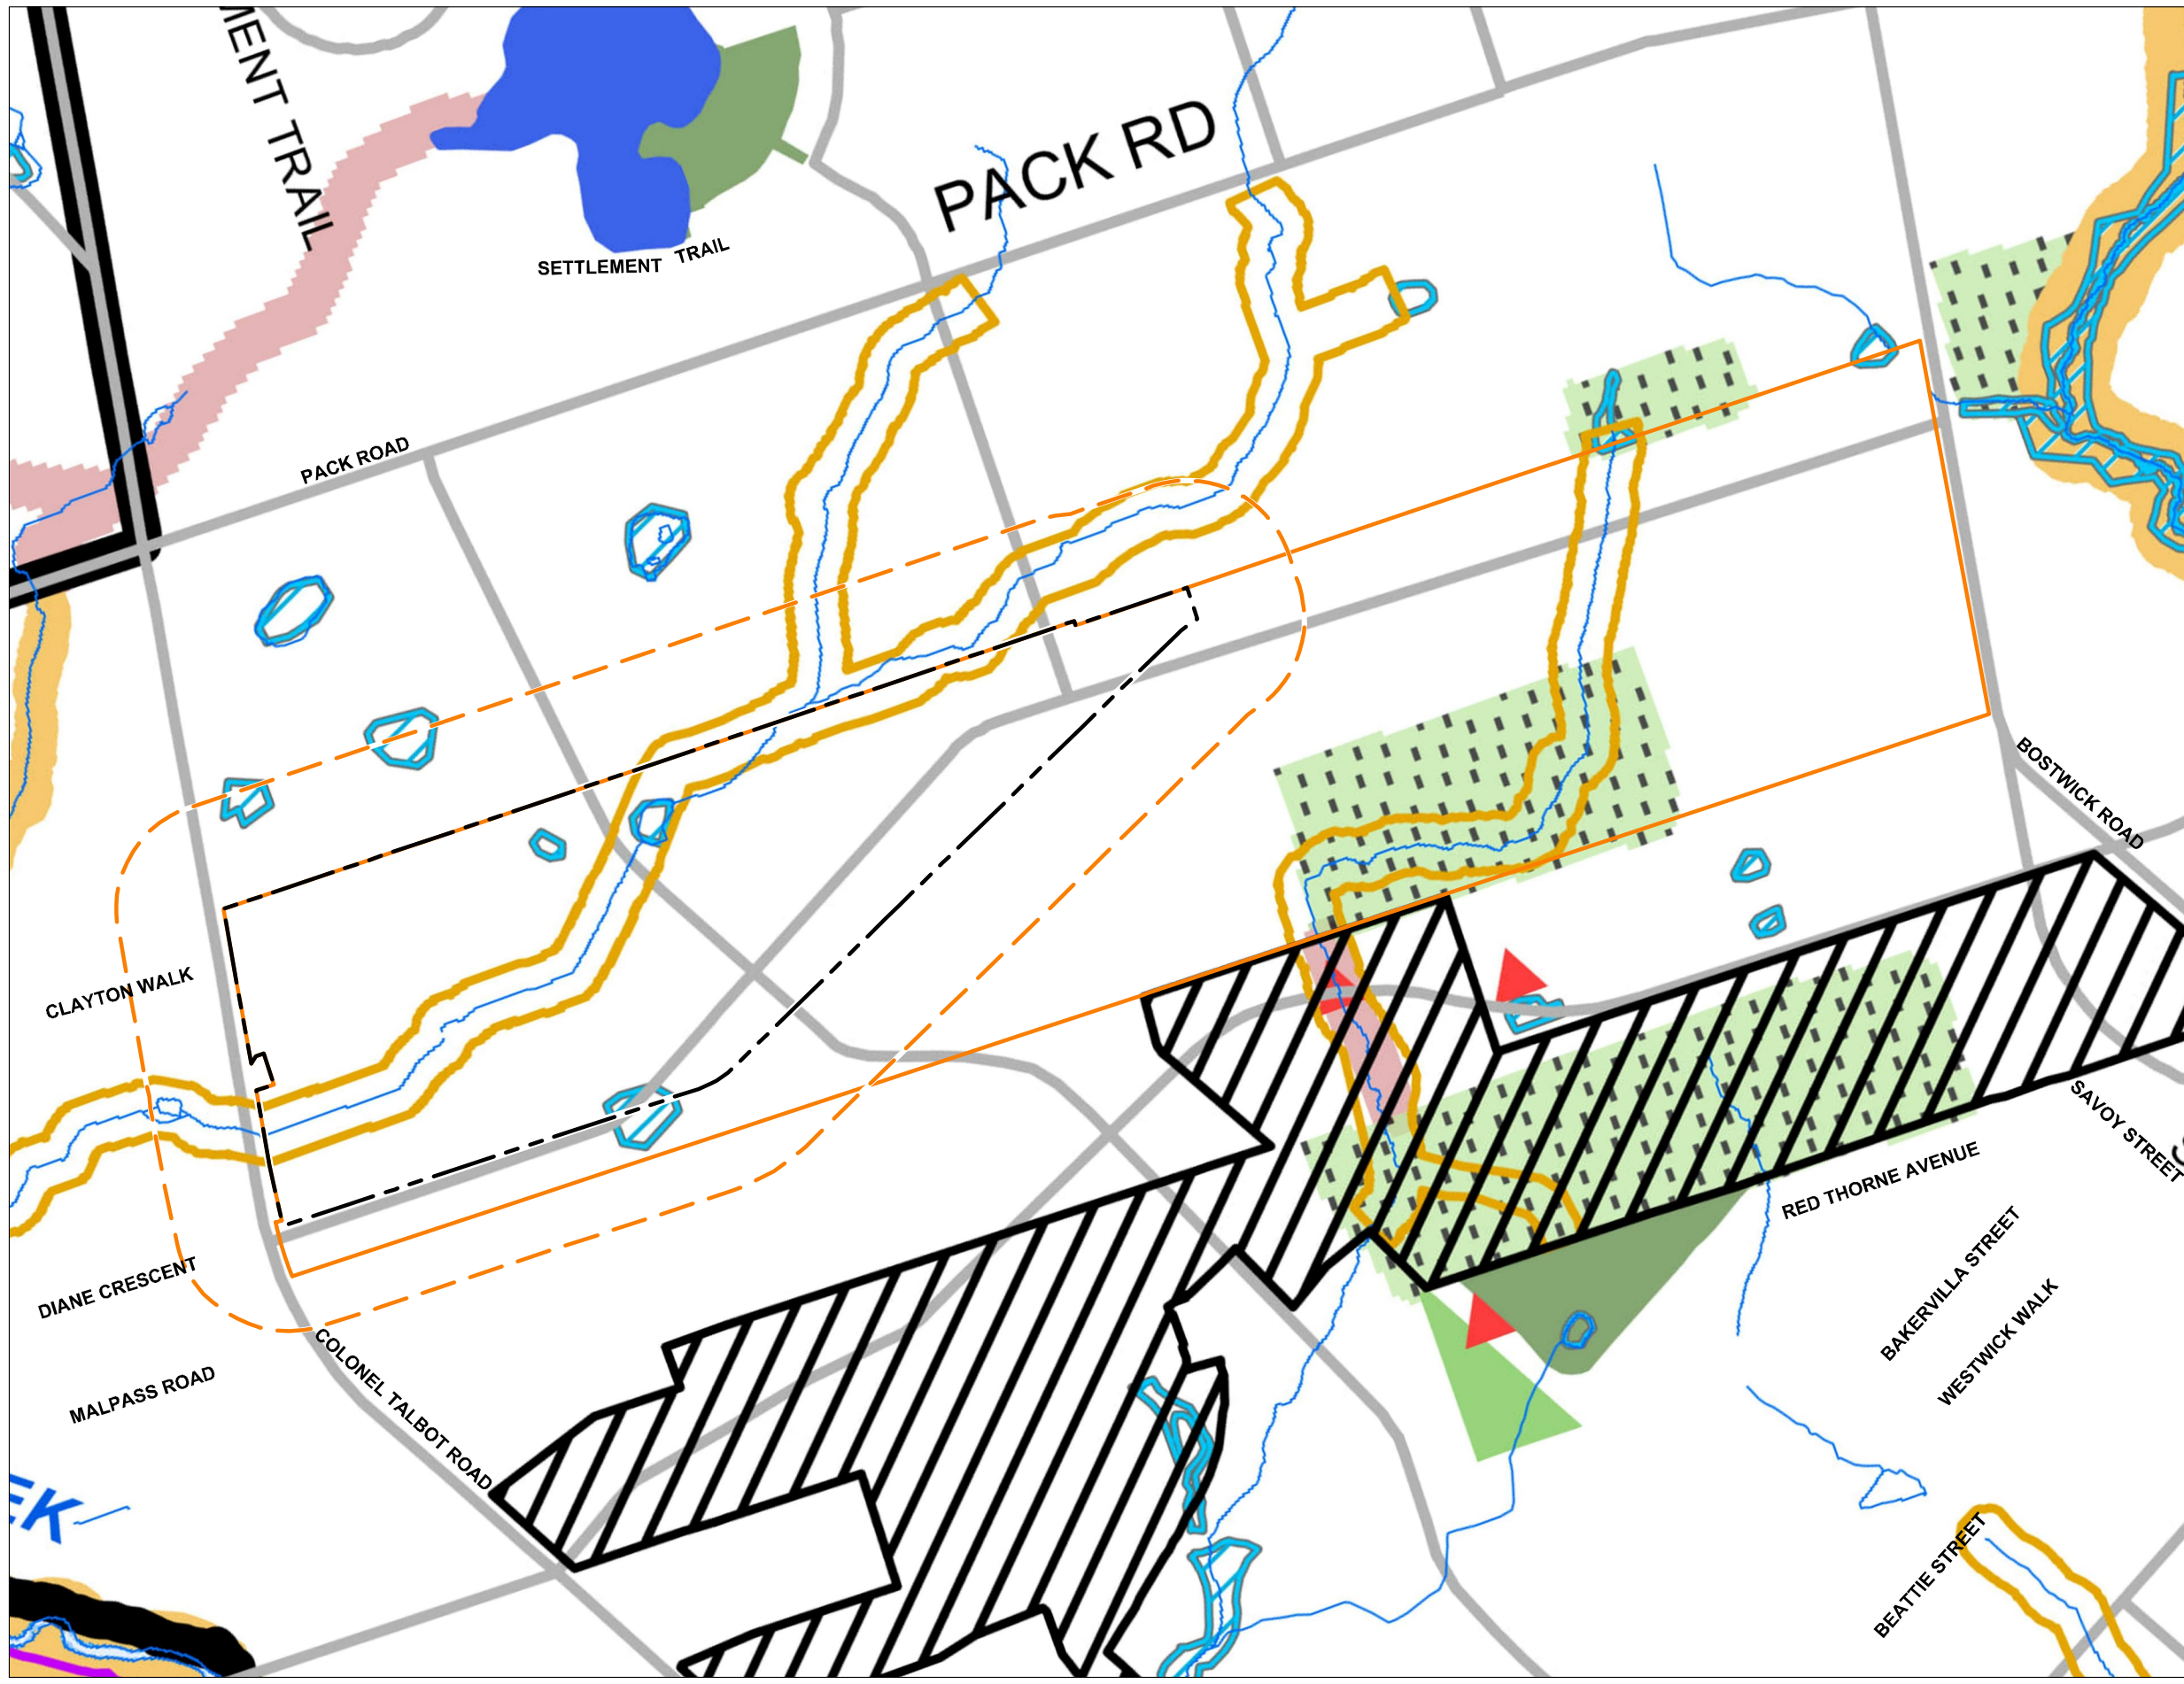 MENT TRAIL
PACK RD
SETTLEMENT TRAIL
PACK ROAD
BOSTWICK ROAD
CLAYTON WALK
SAVOY STREET
RED THORNE AVENUE
DIANE CRESCENT
BAKERVILLA STREET
WESTWICK WALK
COLONEL TALBOT ROAD
MALPASS ROAD
EK
BEATTIE STREET